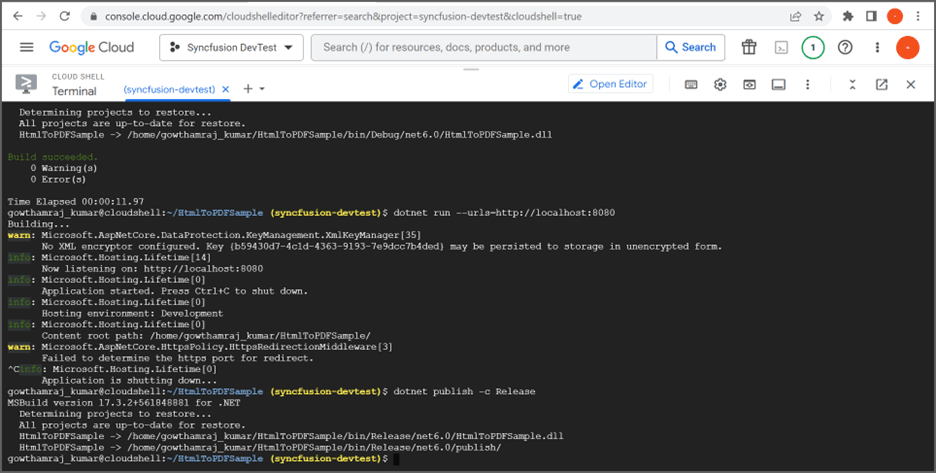 console.cloud.google.com/cloudshelleditor?referrer=search&project=syncfusion-devtest&cloudshell=true
Google Cloud
Syncfusion DevTest
Search (/) for resources, docs, products, and more
Search
1
CLOUD SHELL
Terminal
(syncfusion-devtest)
Open Editor
Determining projects to restore...
All projects are up-to-date for restore.
HtmlToPDFSample -> /home/gowthamraj_kumar/HtmlToPDFSample/bin/Debug/net6.0/HtmlToPDFSample.dll
Build succeeded.
0 Warning(s)
0 Error(s)
Time Elapsed 00:00:11.97
gowthamraj_kumar@cloudshell:~/HtmlToPDFSample (syncfusion-devtest)$ dotnet run --urls=http://localhost:8080
Building...
warn: Microsoft.AspNetCore.DataProtection.KeyManagement.XmlKeyManager[35]
No XML encryptor configured. Key {b59430d7-4c1d-4363-9193-7e9dcc7b4ded} may be persisted to storage in unencrypted form.
info: Microsoft.Hosting.Lifetime[14]
Now listening on: http://localhost:8080
info: Microsoft.Hosting.Lifetime[0]
Application started. Press Ctrl+C to shut down.
info: Microsoft.Hosting.Lifetime[0]
Hosting environment: Development
info: Microsoft.Hosting.Lifetime[0]
Content root path: /home/gowthamraj_kumar/HtmlToPDFSample/
warn: Microsoft.AspNetCore.HttpsPolicy.HttpsRedirectionMiddleware[3]
Failed to determine the https port for redirect.
^Cinfo: Microsoft.Hosting.Lifetime[0]
Application is shutting down...
gowthamraj_kumar@cloudshell:~/HtmlToPDFSample (syncfusion-devtest)$ dotnet publish -c Release
MSBuild version 17.3.2+561848881 for .NET
Determining projects to restore...
All projects are up-to-date for restore.
HtmlToPDFSample -> /home/gowthamraj_kumar/HtmlToPDFSample/bin/Release/net6.0/HtmlToPDFSample.dll
HtmlToPDFSample -> /home/gowthamraj_kumar/HtmlToPDFSample/bin/Release/net6.0/publish/
gowthamraj_kumar@cloudshell:~/HtmlToPDFSample (syncfusion-devtest)$